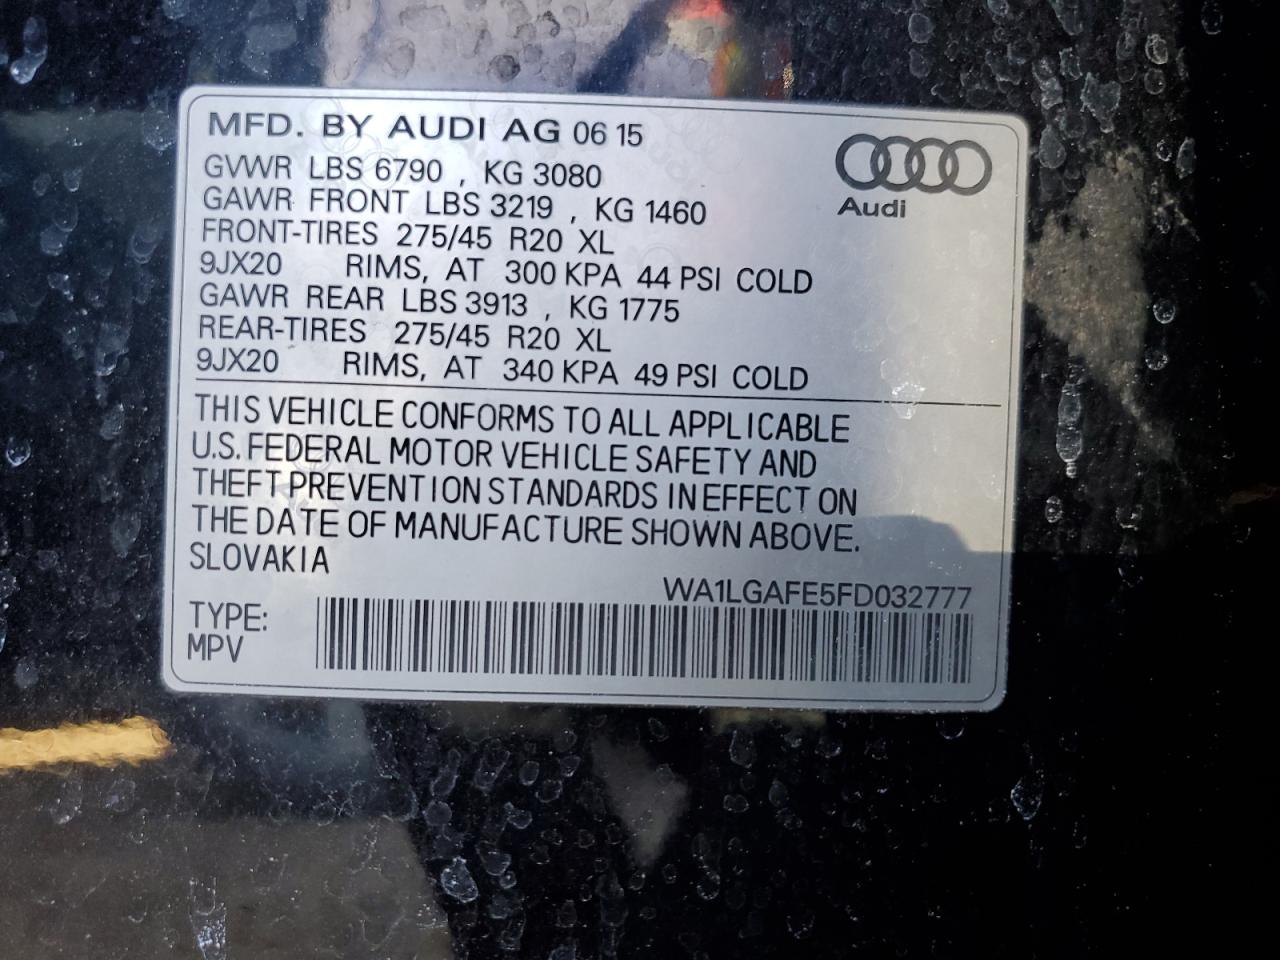 MFD. BY AUDI AG 06 15
GVWR LBS 6790 , KG 3080
GAWR FRONT LBS 3219 , KG 1460
FRONT-TIRES 275/45 R20 XL
9JX20 RIMS, AT 300 KPA 44 PSI COLD
GAWR REAR LBS 3913 , KG 1775
REAR-TIRES 275/45 R20 XL
9JX20 RIMS, AT 340 KPA 49 PSI COLD
Audi
THIS VEHICLE CONFORMS TO ALL APPLICABLE
U.S. FEDERAL MOTOR VEHICLE SAFETY AND
THEFT PREVENTION STANDARDS IN EFFECT ON
THE DATE OF MANUFACTURE SHOWN ABOVE.
SLOVAKIA
WA1LGAFE5FD032777
TYPE:
MPV